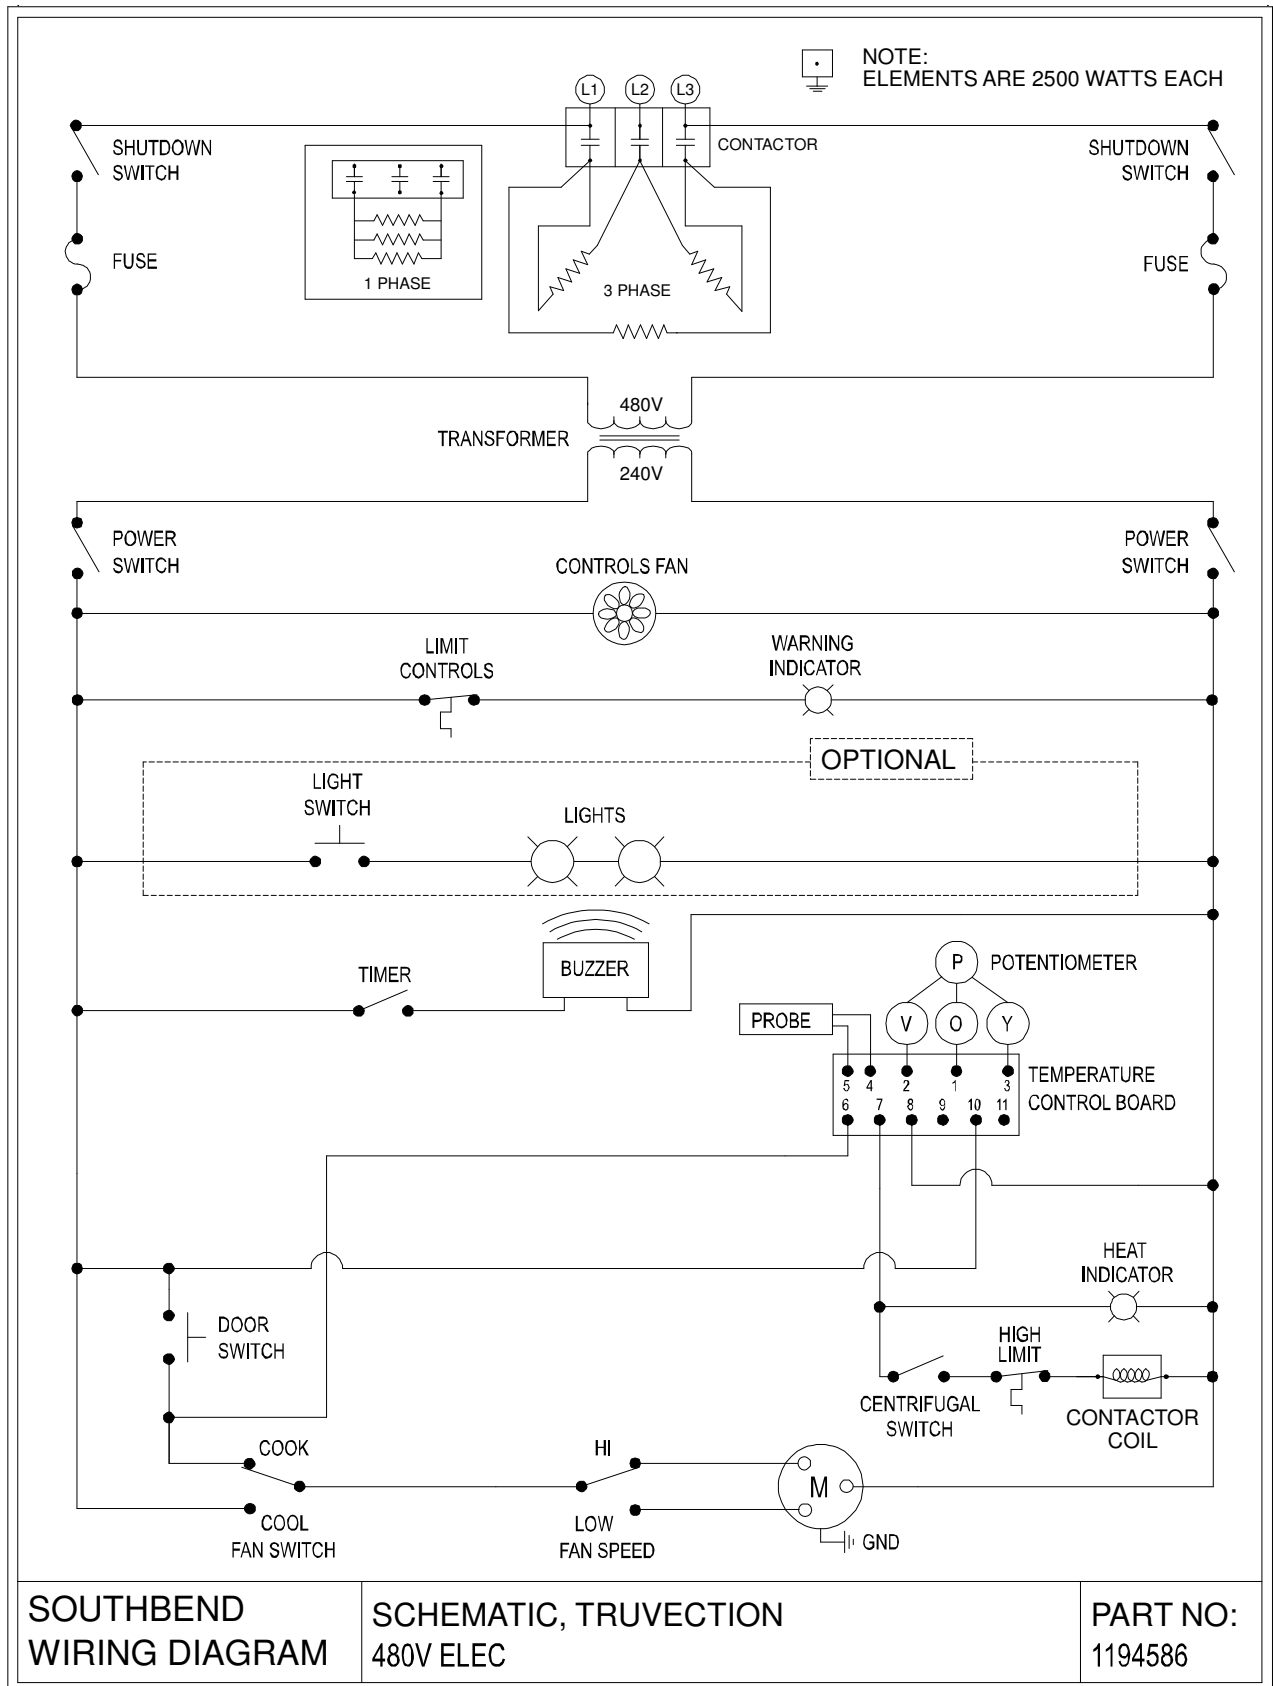 NOTE:
ELEMENTS ARE 2500 WATTS EACH
L1 L2 L3
CONTACTOR
SHUTDOWN
SWITCH
SHUTDOWN
SWITCH
FUSE
1 PHASE
3 PHASE
FUSE
480V
TRANSFORMER
240V
POWER
SWITCH
POWER
SWITCH
CONTROLS FAN
LIMIT
CONTROLS
WARNING
INDICATOR
OPTIONAL
LIGHT
SWITCH
LIGHTS
BUZZER
TIMER
P POTENTIOMETER
PROBE
V O Y
5 4 2 1 3
6 7 8 9 10 11
TEMPERATURE
CONTROL BOARD
HEAT
INDICATOR
DOOR
SWITCH
HIGH
LIMIT
CENTRIFUGAL
SWITCH
CONTACTOR
COIL
COOK
COOL
FAN SWITCH
HI
LOW
FAN SPEED
M
GND
SOUTHBEND
WIRING DIAGRAM
SCHEMATIC, TRUVECTION
480V ELEC
PART NO:
1194586